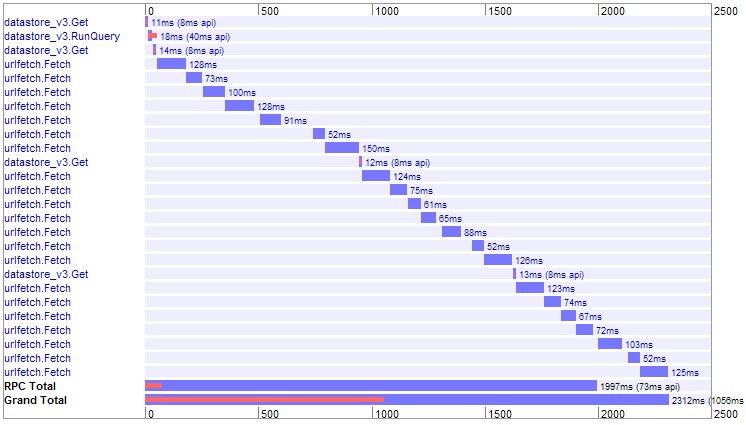 0 500 1000 1500 2000 2500
datastore_v3.Get 11ms (8ms api)
datastore_v3.RunQuery 18ms (40ms api)
datastore_v3.Get 14ms (8ms api)
urlfetch.Fetch 128ms
urlfetch.Fetch 73ms
urlfetch.Fetch 100ms
urlfetch.Fetch 128ms
urlfetch.Fetch 91ms
urlfetch.Fetch 52ms
urlfetch.Fetch 150ms
datastore_v3.Get 12ms (8ms api)
urlfetch.Fetch 124ms
urlfetch.Fetch 75ms
urlfetch.Fetch 61ms
urlfetch.Fetch 65ms
urlfetch.Fetch 88ms
urlfetch.Fetch 52ms
urlfetch.Fetch 126ms
datastore_v3.Get 13ms (8ms api)
urlfetch.Fetch 123ms
urlfetch.Fetch 74ms
urlfetch.Fetch 67ms
urlfetch.Fetch 72ms
urlfetch.Fetch 103ms
urlfetch.Fetch 52ms
urlfetch.Fetch 125ms
RPC Total 1997ms (73ms api)
Grand Total 2312ms (1056ms
0 500 1000 1500 2000 2500